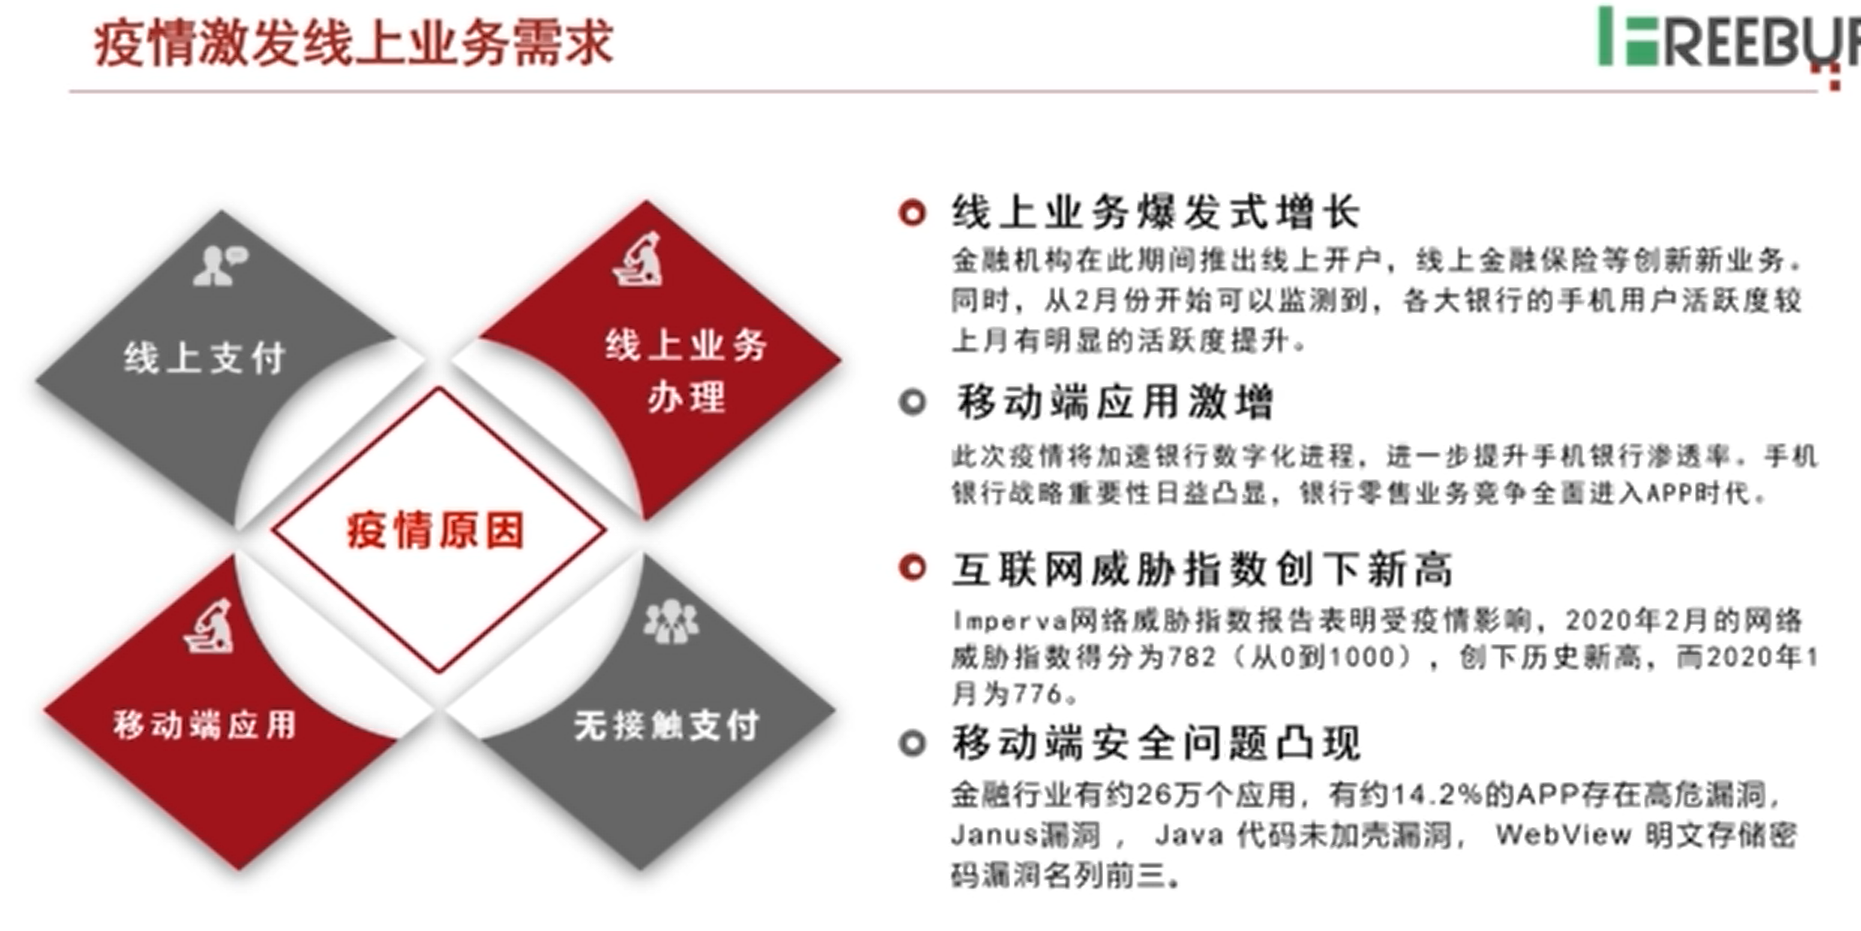 疫情激发线上业务需求
FREEBUF
线上支付
线上业务
办理
疫情原因
移动端应用
无接触支付
线上业务爆发式增长
金融机构在此期间推出线上开户，线上金融保险等创新新业务。
同时，从2月份开始可以监测到，各大银行的手机用户活跃度较
上月有明显的活跃度提升。
移动端应用激增
此次疫情将加速银行数字化进程，进一步提升手机银行渗透率。手机
银行战略重要性日益凸显，银行零售业务竞争全面进入APP时代。
互联网威胁指数创下新高
Imperva网络威胁指数报告表明受疫情影响，2020年2月的网络
威胁指数得分为782（从0到1000），创下历史新高，而2020年1
月为776。
移动端安全问题凸现
金融行业有约26万个应用，有约14.2%的APP存在高危漏洞，
Janus漏洞 ， Java 代码未加壳漏洞， WebView 明文存储密
码漏洞名列前三。